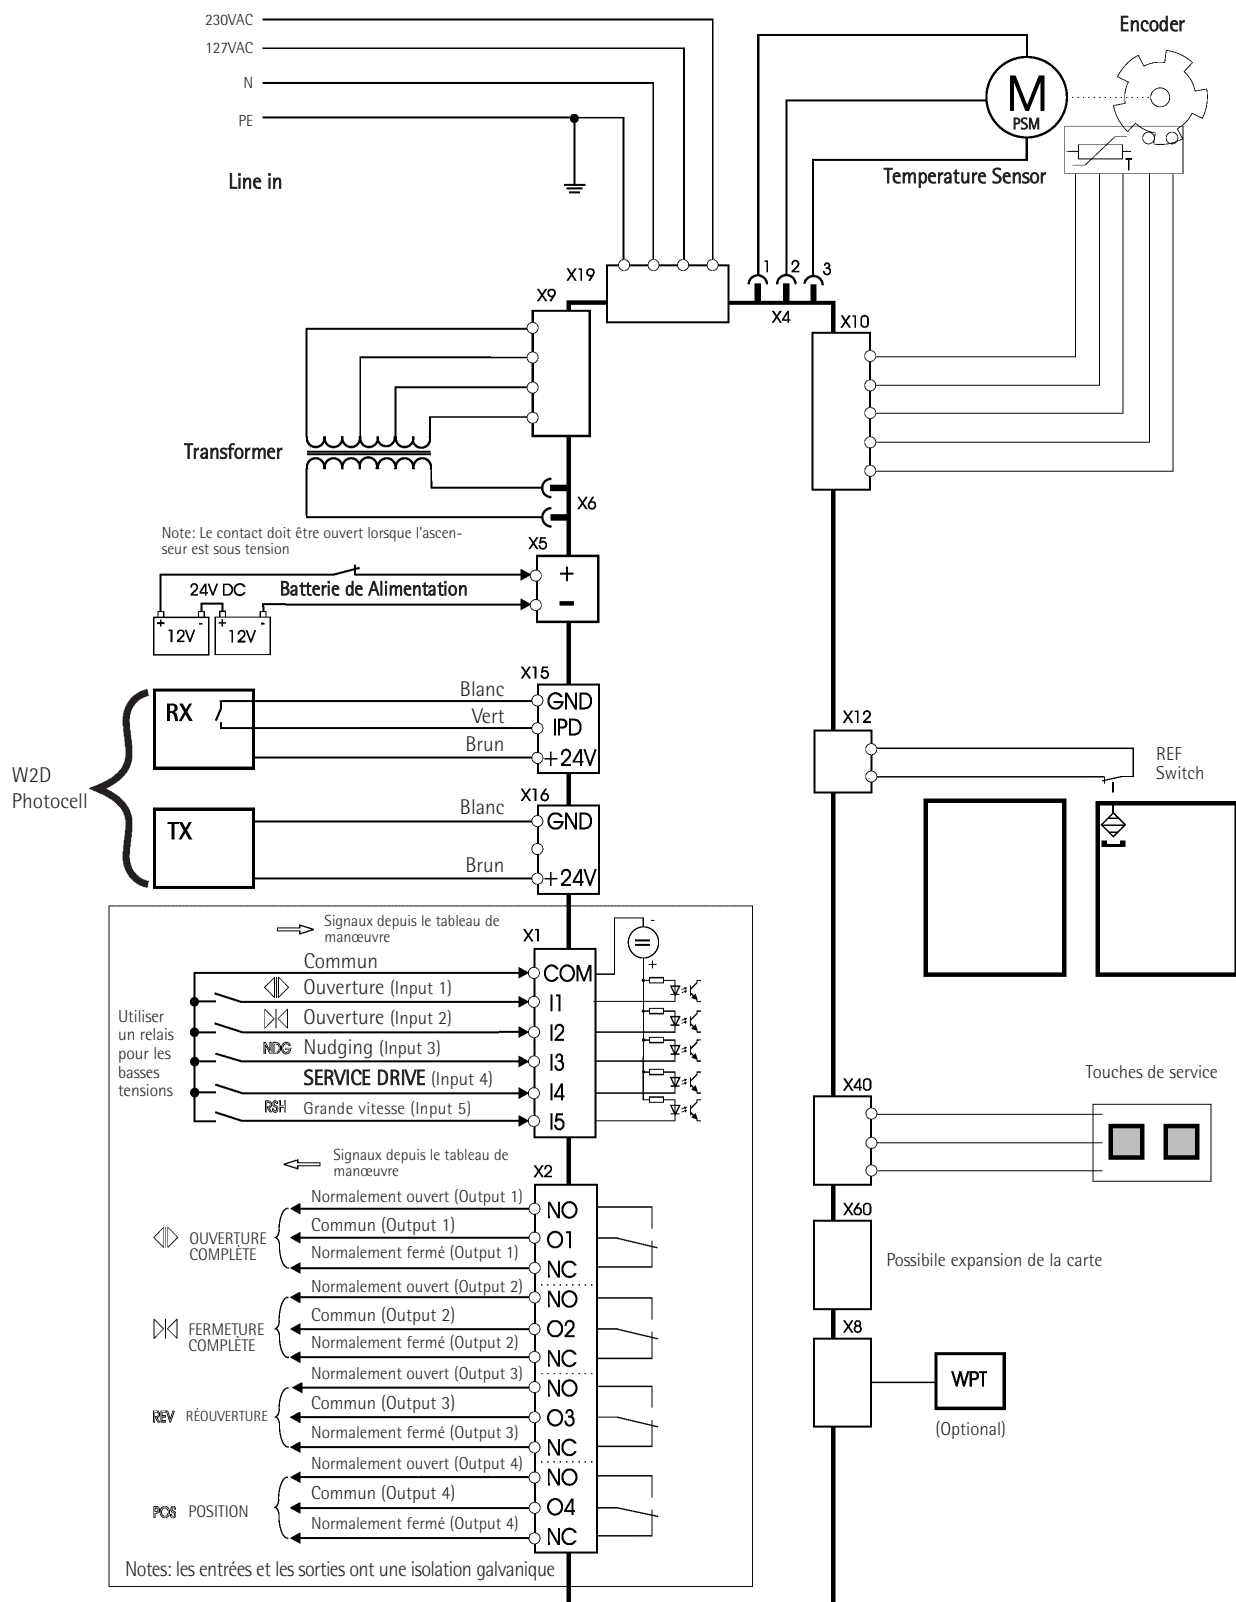 230VAC
127VAC
N
PE
Line in
Encoder
M
PSM
T
Temperature Sensor
X19
1
2
3
X4
X9
X10
Transformer
X6
Note: Le contact doit être ouvert lorsque l'ascen-
seur est sous tension
X5
24V DC
Batterie de Alimentation
+
-
+ -
+ -
12V
12V
X15
Blanc
GND
RX
Vert
IPD
Brun
+24V
W2D
Photocell
X16
Blanc
GND
TX
Brun
+24V
X12
REF
Switch
Signaux depuis le tableau de
manœuvre
X1
-
=
+
Commun
COM
Ouverture (Input 1)
I1
Ouverture (Input 2)
I2
NDG Nudging (Input 3)
I3
SERVICE DRIVE (Input 4)
I4
RSH Grande vitesse (Input 5)
I5
Utiliser
un relais
pour les
basses
tensions
Signaux depuis le tableau de
manœuvre
X2
Normalement ouvert (Output 1)
NO
Commun (Output 1)
O1
Normalement fermé (Output 1)
NC
OUVERTURE
COMPLÈTE
Normalement ouvert (Output 2)
NO
Commun (Output 2)
O2
Normalement fermé (Output 2)
NC
FERMETURE
COMPLÈTE
Normalement ouvert (Output 3)
NO
Commun (Output 3)
O3
Normalement fermé (Output 3)
NC
REV RÉOUVERTURE
Normalement ouvert (Output 4)
NO
Commun (Output 4)
O4
Normalement fermé (Output 4)
NC
POS POSITION
Notes: les entrées et les sorties ont une isolation galvanique
X40
Touches de service
X60
Possibile expansion de la carte
X8
WPT
(Optional)